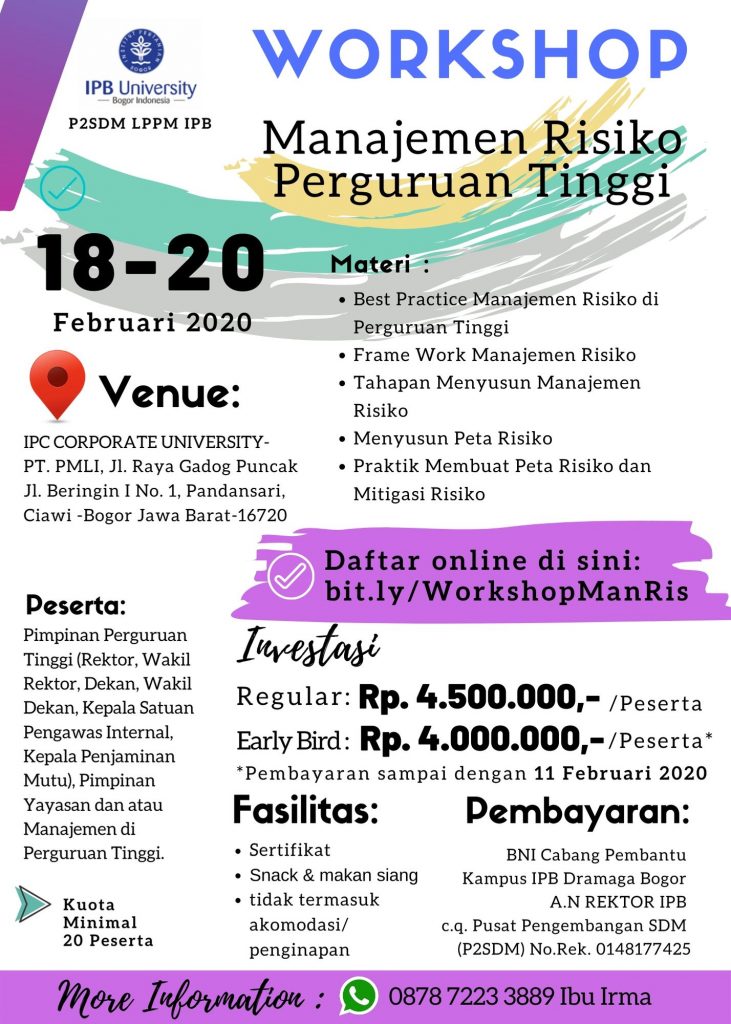 INSTITUT PERTANIAN
BOGOR
IPB University
Bogor Indonesia
P2SDM LPPM IPB
WORKSHOP
Manajemen Risiko
Perguruan Tinggi
18-20
Februari 2020
Venue:
IPC CORPORATE UNIVERSITY-
PT. PMLI, Jl. Raya Gadog Puncak
Jl. Beringin I No. 1, Pandansari,
Ciawi -Bogor Jawa Barat-16720
Materi :
• Best Practice Manajemen Risiko di
Perguruan Tinggi
• Frame Work Manajemen Risiko
• Tahapan Menyusun Manajemen
Risiko
• Menyusun Peta Risiko
• Praktik Membuat Peta Risiko dan
Mitigasi Risiko
Daftar online di sini:
bit.ly/WorkshopManRis
Peserta:
Pimpinan Perguruan
Tinggi (Rektor, Wakil
Rektor, Dekan, Wakil
Dekan, Kepala Satuan
Pengawas Internal,
Kepala Penjaminan
Mutu), Pimpinan
Yayasan dan atau
Manajemen di
Perguruan Tinggi.
Kuota
Minimal
20 Peserta
Investasi
Regular: Rp. 4.500.000,- /Peserta
Early Bird : Rp. 4.000.000,- /Peserta*
*Pembayaran sampai dengan 11 Februari 2020
Fasilitas:
• Sertifikat
• Snack & makan siang
• tidak termasuk
akomodasi/
penginapan
Pembayaran:
BNI Cabang Pembantu
Kampus IPB Dramaga Bogor
A.N REKTOR IPB
c.q. Pusat Pengembangan SDM
(P2SDM) No.Rek. 0148177425
More Information : 0878 7223 3889 Ibu Irma